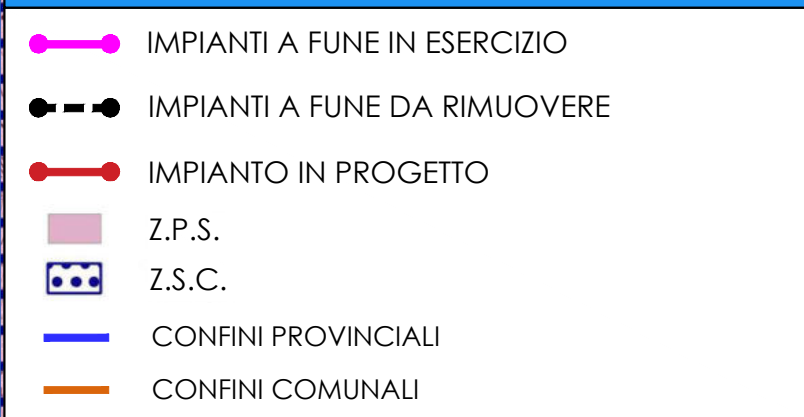 IMPIANTI A FUNE IN ESERCIZIO
IMPIANTI A FUNE DA RIMUOVERE
IMPIANTO IN PROGETTO
Z.P.S.
Z.S.C.
CONFINI PROVINCIALI
CONFINI COMUNALI